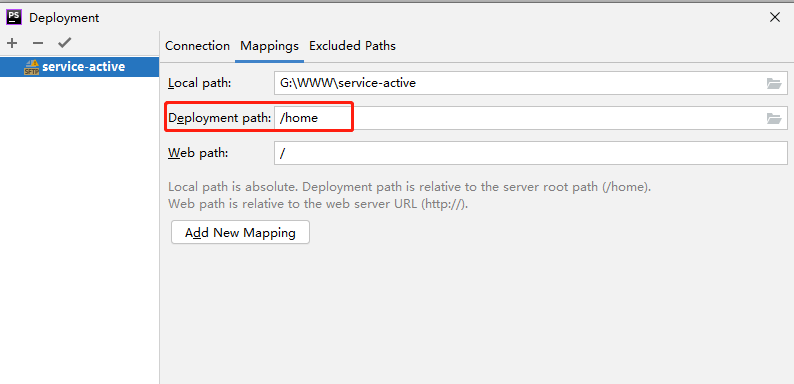 PS Deployment
service-active
SFTP
Connection Mappings Excluded Paths
Local path: G:\WWW\service-active
Deployment path: /home
Web path: /
Local path is absolute. Deployment path is relative to the server root path (/home).
Web path is relative to the web server URL (http://).
Add New Mapping